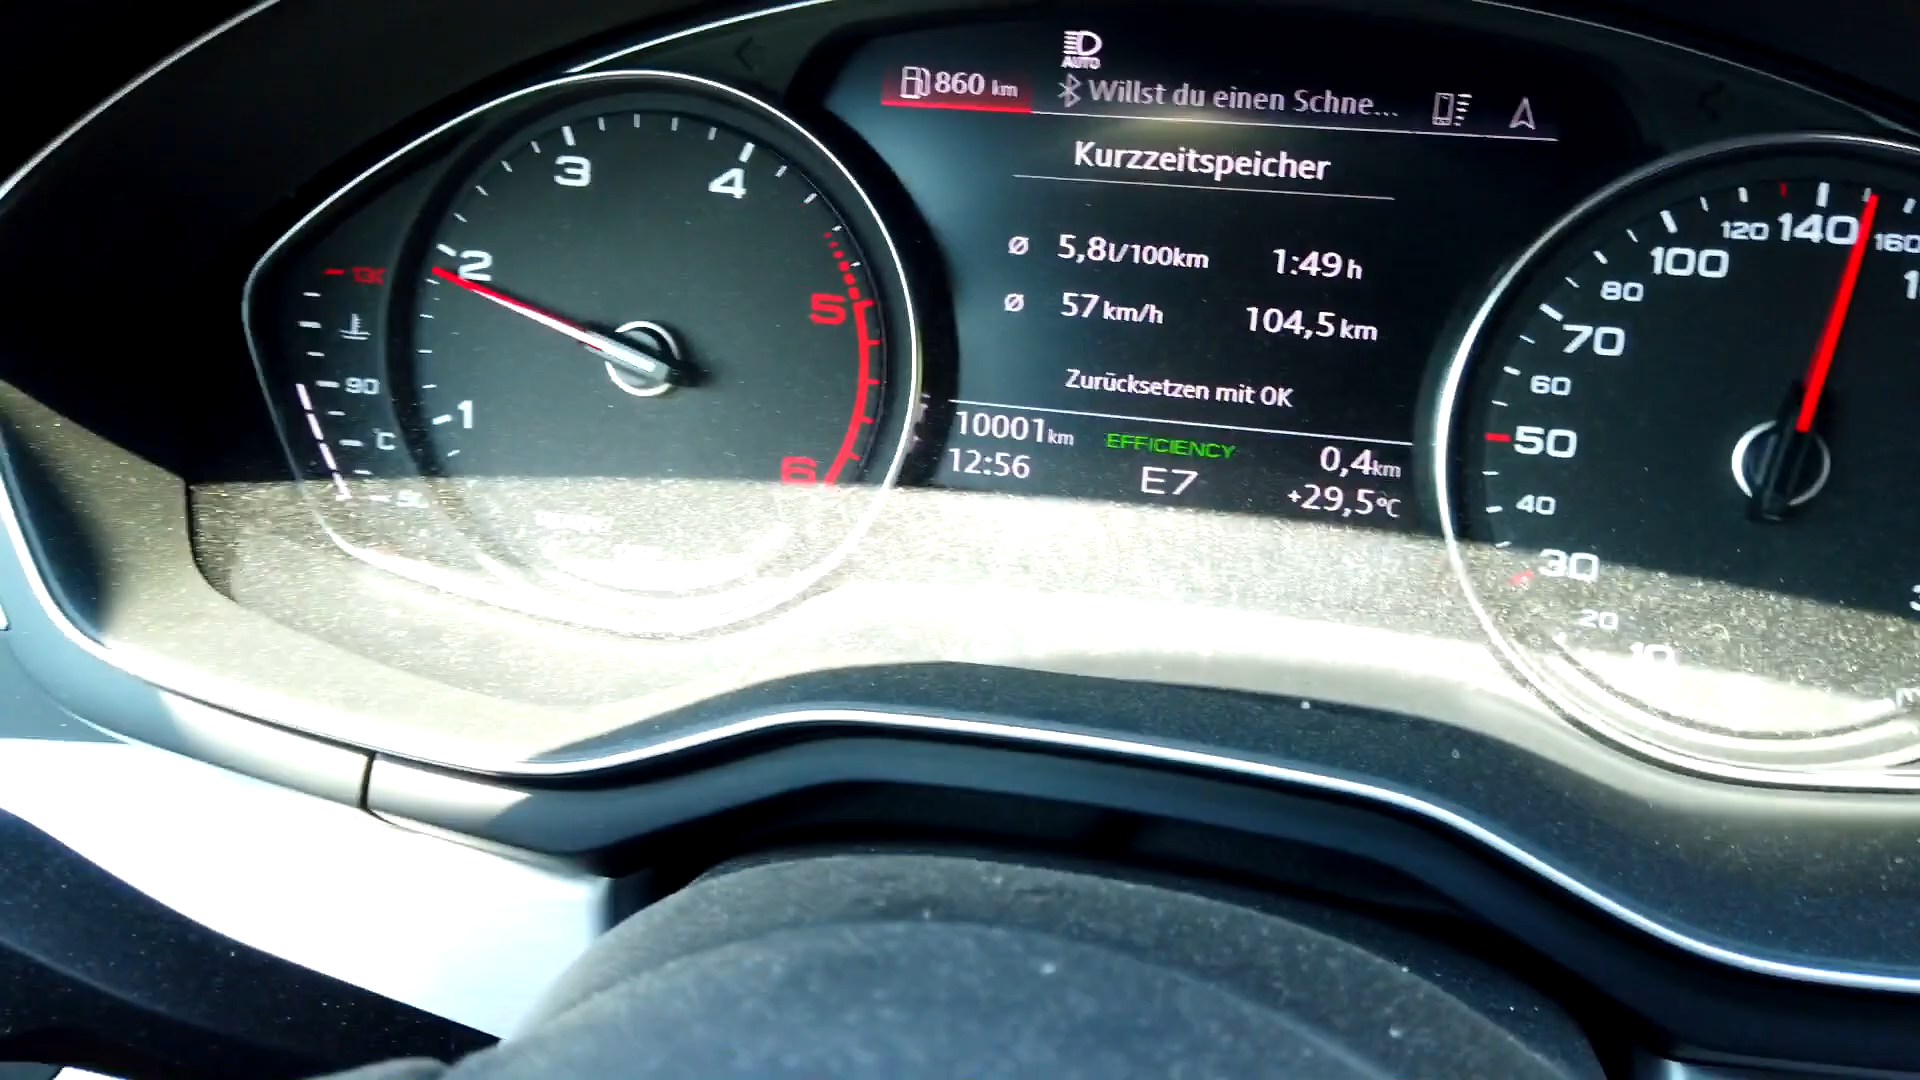 AUTO
860 km
Willst du einen Schne...
Kurzzeitspeicher
Ø 5,8l/100km 1:49 h
Ø 57 km/h 104,5 km
Zurücksetzen mit OK
10001 km EFFICIENCY 0,4 km
12:56 E7 +29,5°C
1
2
3
4
5
6
130
90
°C
50
10
20
30
40
50
60
70
80
100
120
140
160